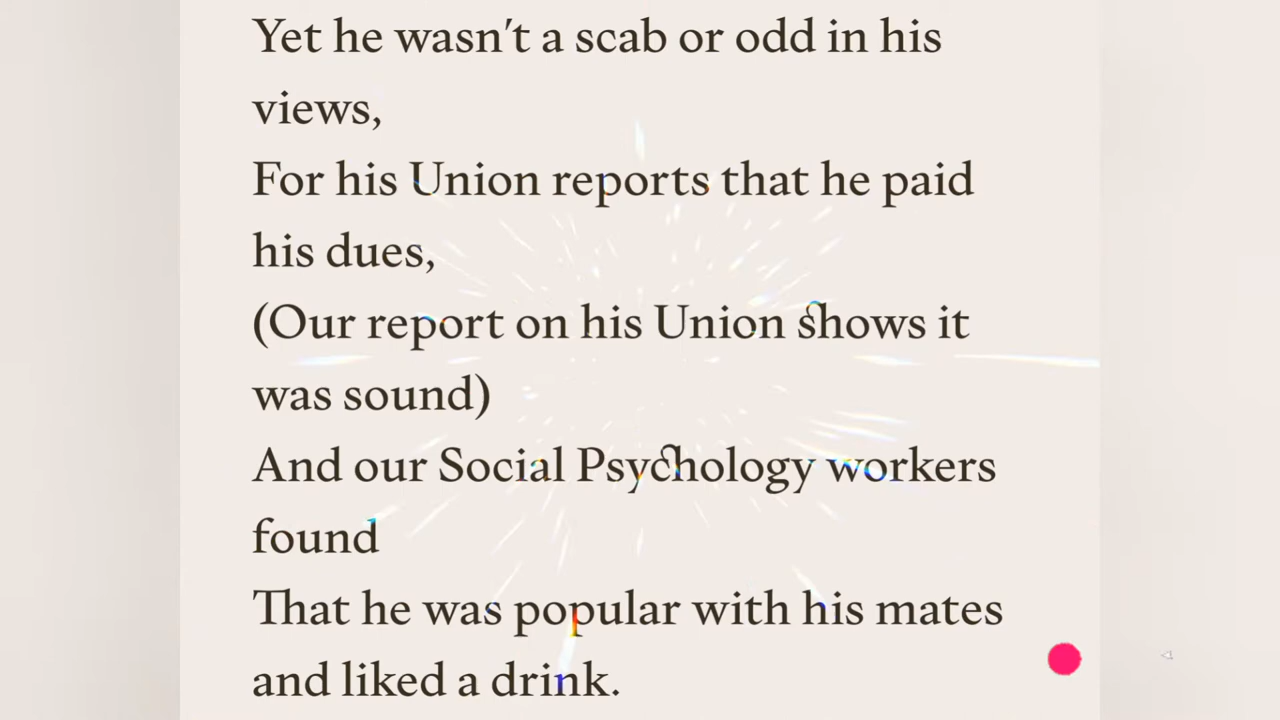 Yet he wasn't a scab or odd in his
views,
For his Union reports that he paid
his dues,
(Our report on his Union shows it
was sound)
And our Social Psychology workers
found
That he was popular with his mates
and liked a drink.